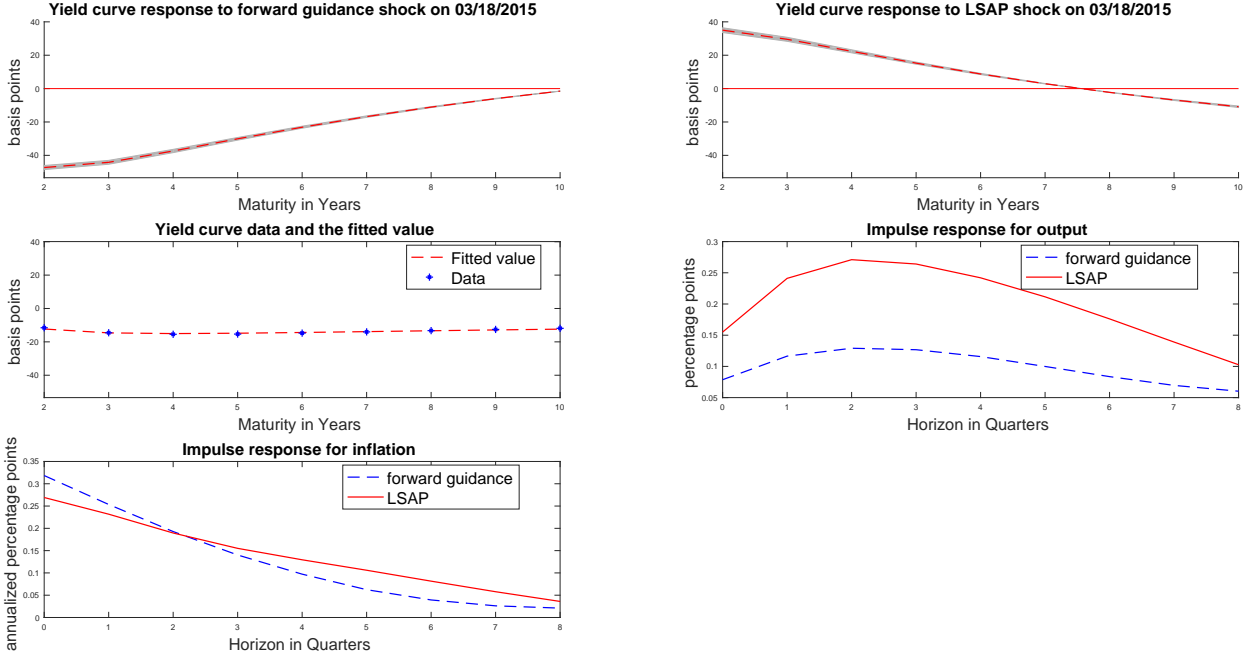 Yield curve response to forward guidance shock on 03/18/2015
40
20
0
-20
-40
basis points
2 3 4 5 6 7 8 9 10
Maturity in Years
Yield curve response to LSAP shock on 03/18/2015
40
20
0
-20
-40
basis points
2 3 4 5 6 7 8 9 10
Maturity in Years
Yield curve data and the fitted value
40
20
0
-20
-40
basis points
Fitted value
Data
2 3 4 5 6 7 8 9 10
Maturity in Years
Impulse response for output
0.3
0.25
0.2
0.15
0.1
0.05
percentage points
forward guidance
LSAP
0 1 2 3 4 5 6 7 8
Horizon in Quarters
Impulse response for inflation
0.35
0.3
0.25
0.2
0.15
0.1
0.05
0
annualized percentage points
forward guidance
LSAP
0 1 2 3 4 5 6 7 8
Horizon in Quarters